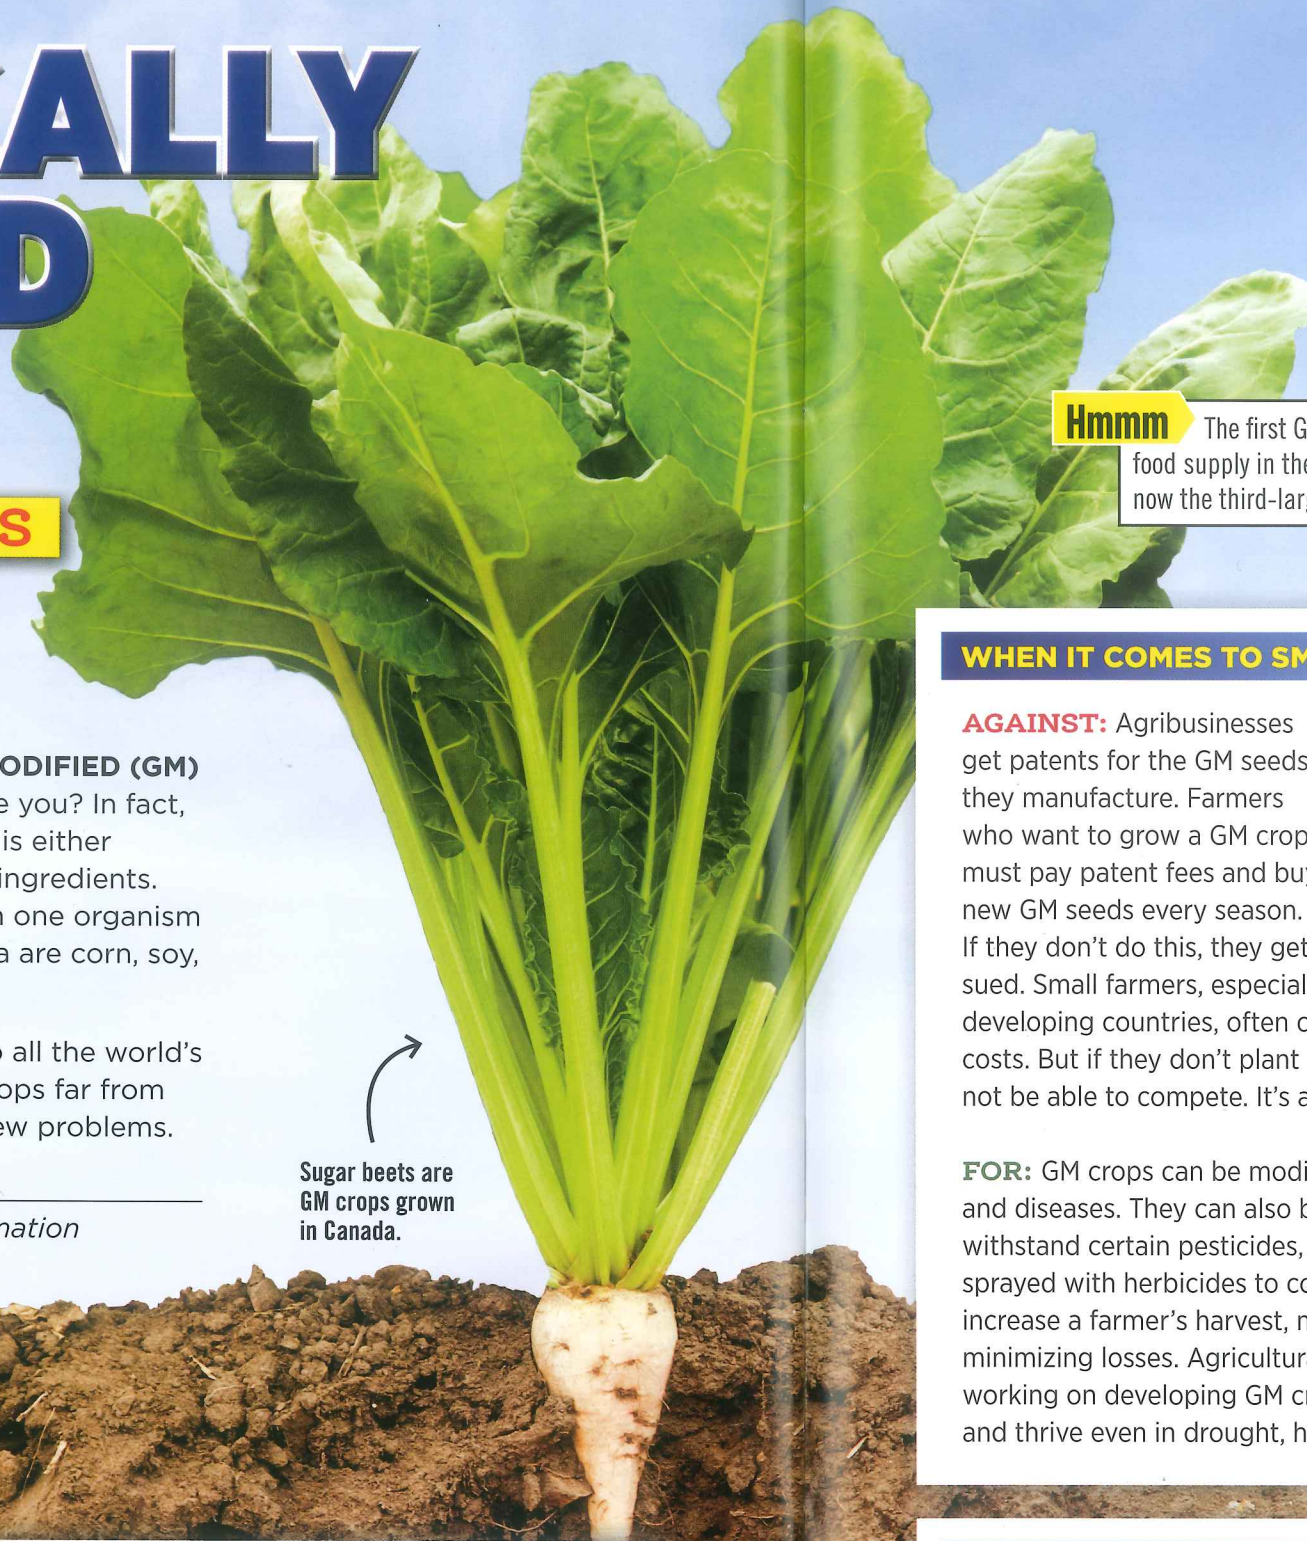 ALLY
D
S
ODIFIED (GM)
e you? In fact,
is either
ingredients.
n one organism
a are corn, soy,
o all the world's
ops far from
ew problems.
nation
Sugar beets are
GM crops grown
in Canada.
Hmmm The first G
food supply in the
now the third-larg
WHEN IT COMES TO SM
AGAINST: Agribusinesses
get patents for the GM seeds
they manufacture. Farmers
who want to grow a GM crop
must pay patent fees and buy
new GM seeds every season.
If they don't do this, they get
sued. Small farmers, especial
developing countries, often c
costs. But if they don't plant
not be able to compete. It's a
FOR: GM crops can be modi
and diseases. They can also b
withstand certain pesticides,
sprayed with herbicides to co
increase a farmer's harvest, m
minimizing losses. Agricultura
working on developing GM cr
and thrive even in drought, h